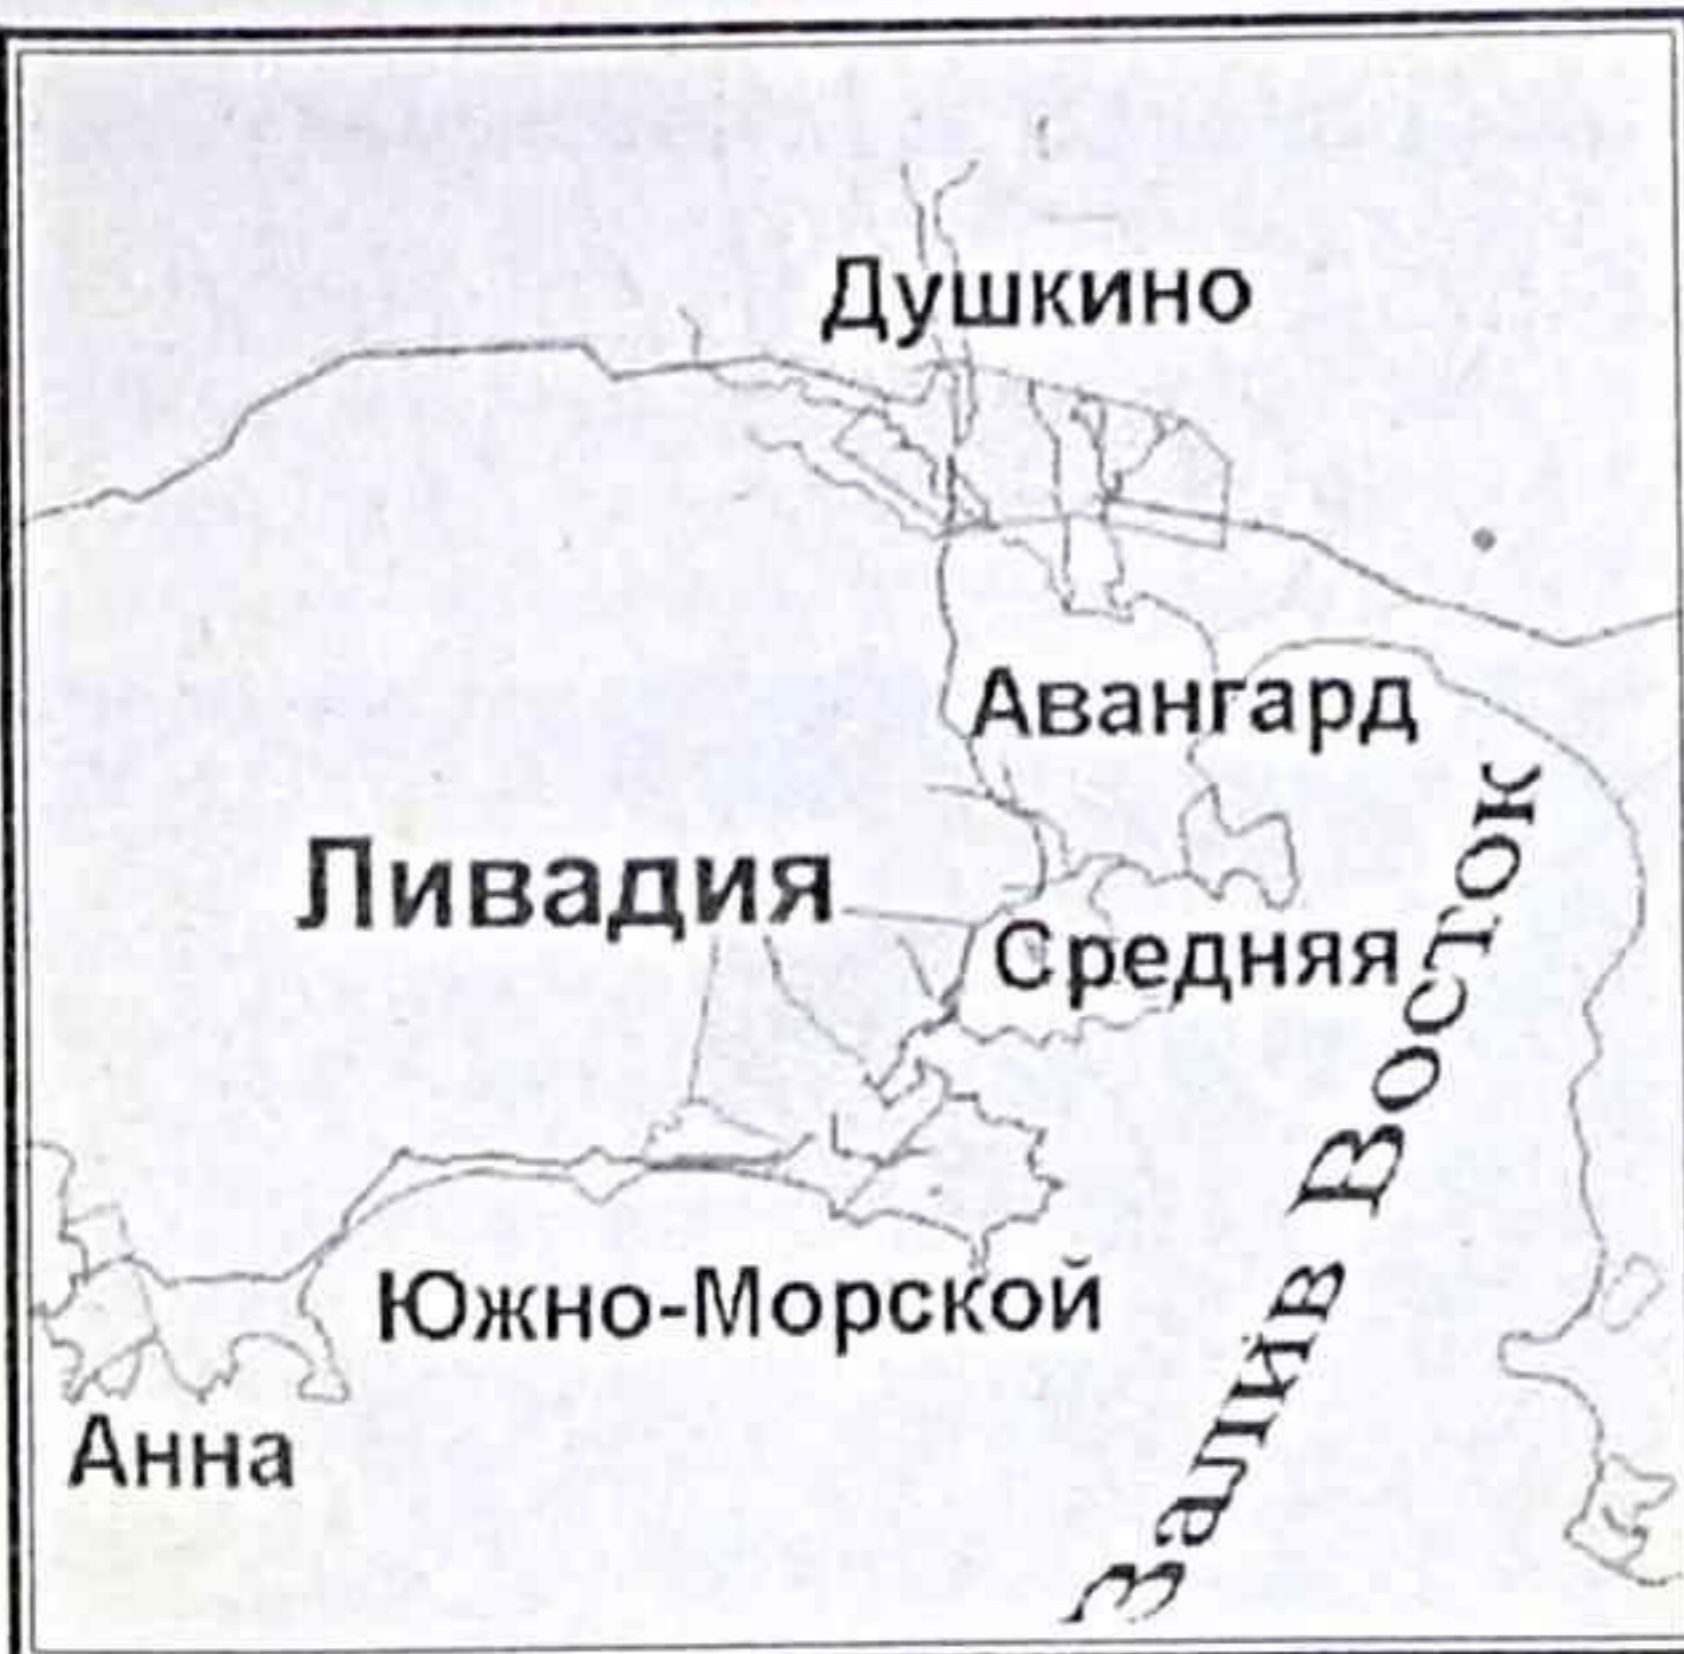 Душкино
Авангард
Ливадия
Средняя
Залив Восток
Южно-Морской
Анна